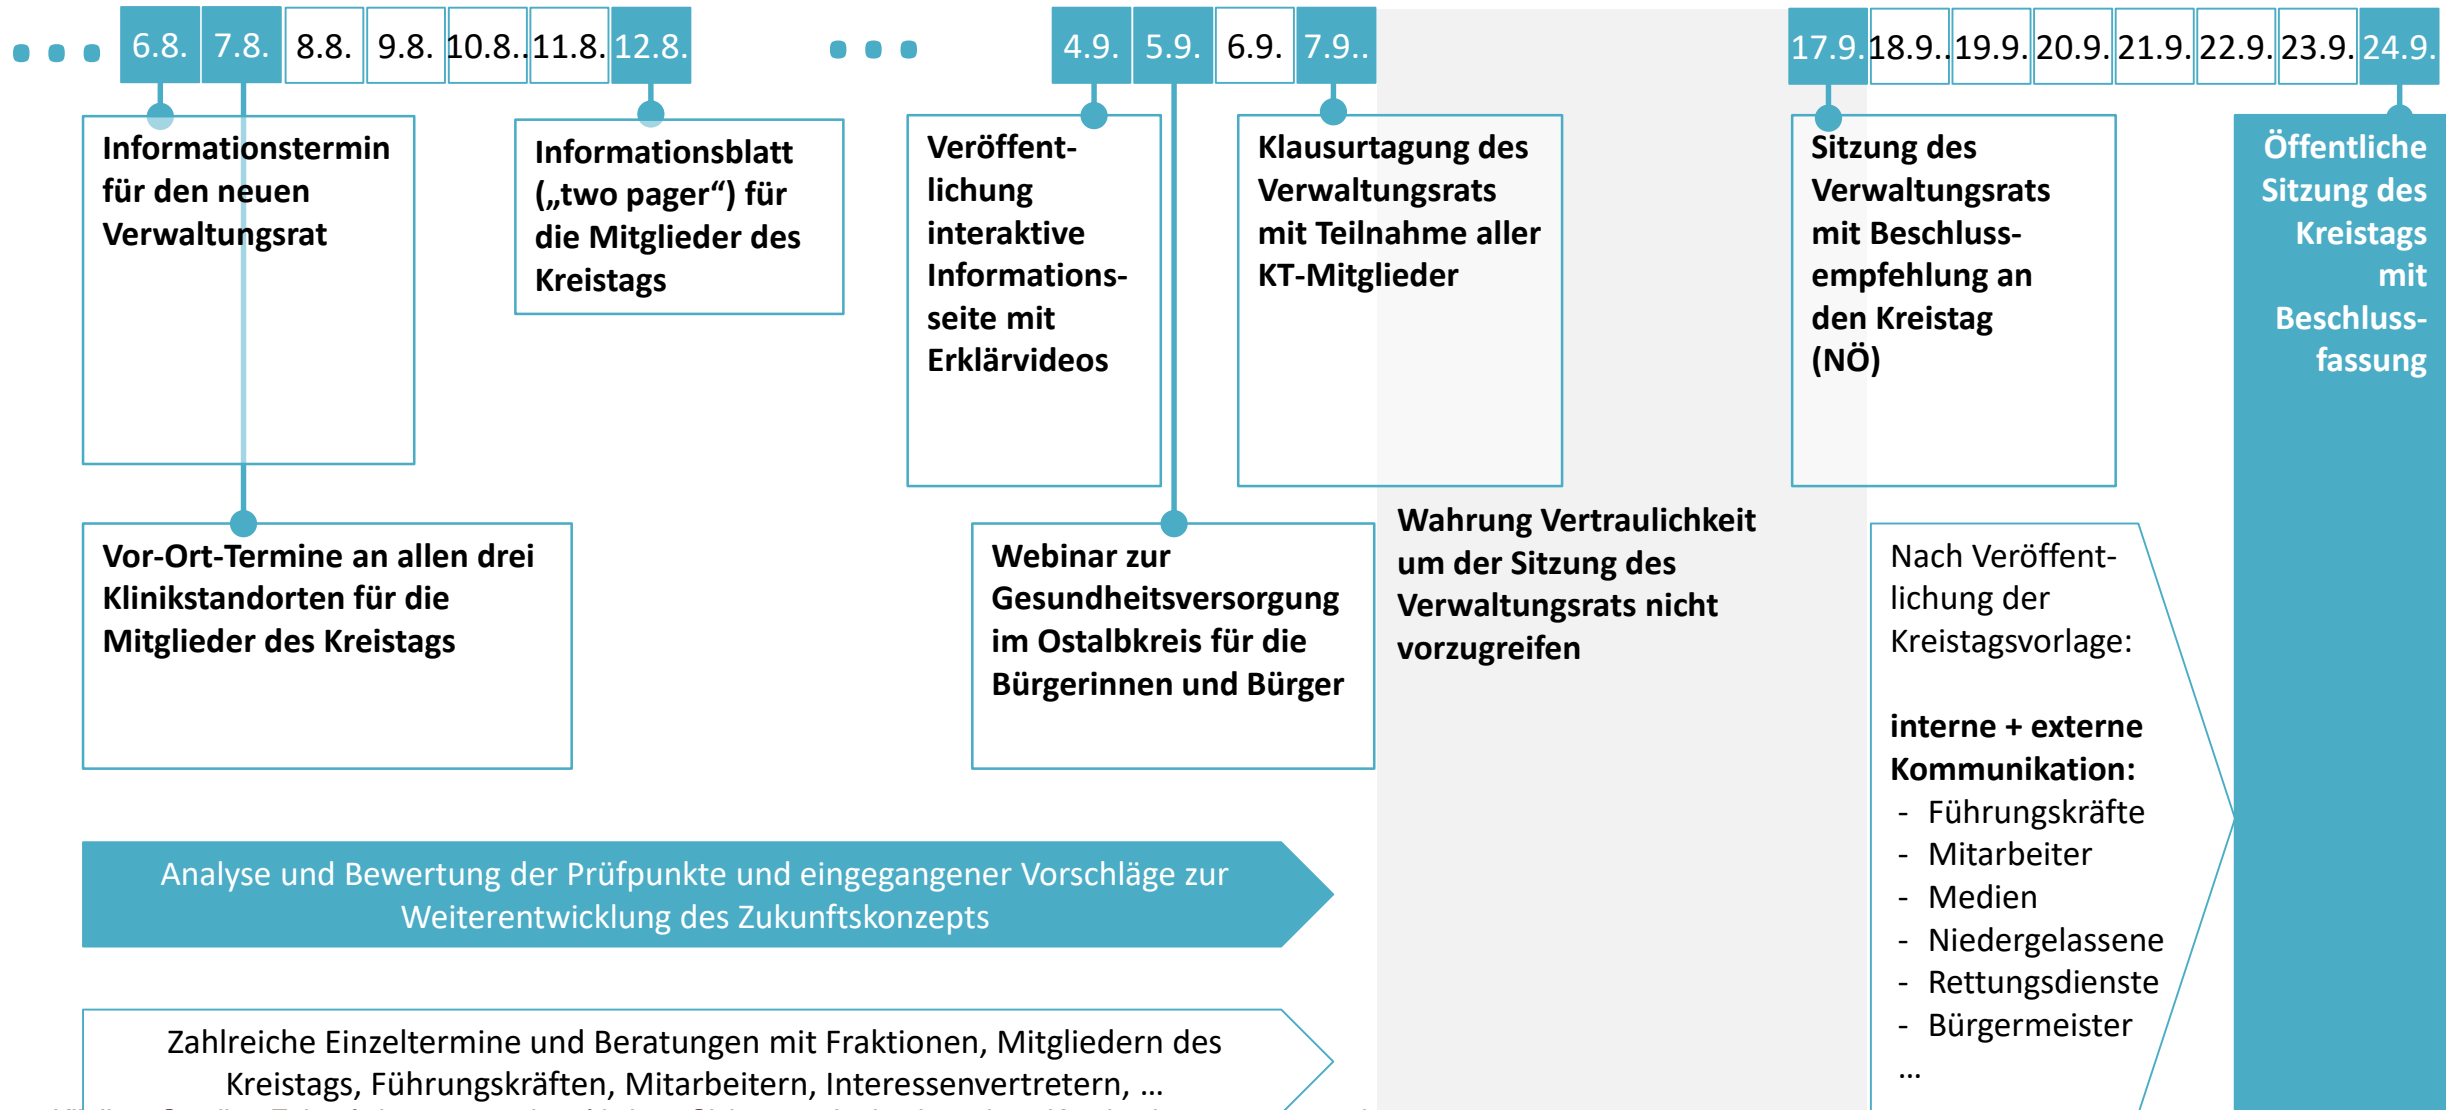 6.8. 7.8. 8.8. 9.8. 10.8.. 11.8. 12.8. 4.9. 5.9. 6.9. 7.9.. 17.9. 18.9.. 19.9. 20.9. 21.9. 22.9. 23.9. 24.9.
Informationstermin
für den neuen
Verwaltungsrat
Informationsblatt
(„two pager“) für
die Mitglieder des
Kreistags
Veröffent-
lichung
interaktive
Informations-
seite mit
Erklärvideos
Klausurtagung des
Verwaltungsrats
mit Teilnahme aller
KT-Mitglieder
Sitzung des
Verwaltungsrats
mit Beschluss-
empfehlung an
den Kreistag
(NÖ)
Öffentliche
Sitzung des
Kreistags
mit
Beschluss-
fassung
Vor-Ort-Termine an allen drei
Klinikstandorten für die
Mitglieder des Kreistags
Webinar zur
Gesundheitsversorgung
im Ostalbkreis für die
Bürgerinnen und Bürger
Wahrung Vertraulichkeit
um der Sitzung des
Verwaltungsrats nicht
vorzugreifen
Nach Veröffent-
lichung der
Kreistagsvorlage:
interne + externe
Kommunikation:
- Führungskräfte
- Mitarbeiter
- Medien
- Niedergelassene
- Rettungsdienste
- Bürgermeister
...
Analyse und Bewertung der Prüfpunkte und eingegangener Vorschläge zur
Weiterentwicklung des Zukunftskonzepts
Zahlreiche Einzeltermine und Beratungen mit Fraktionen, Mitgliedern des
Kreistags, Führungskräften, Mitarbeitern, Interessenvertretern, ...